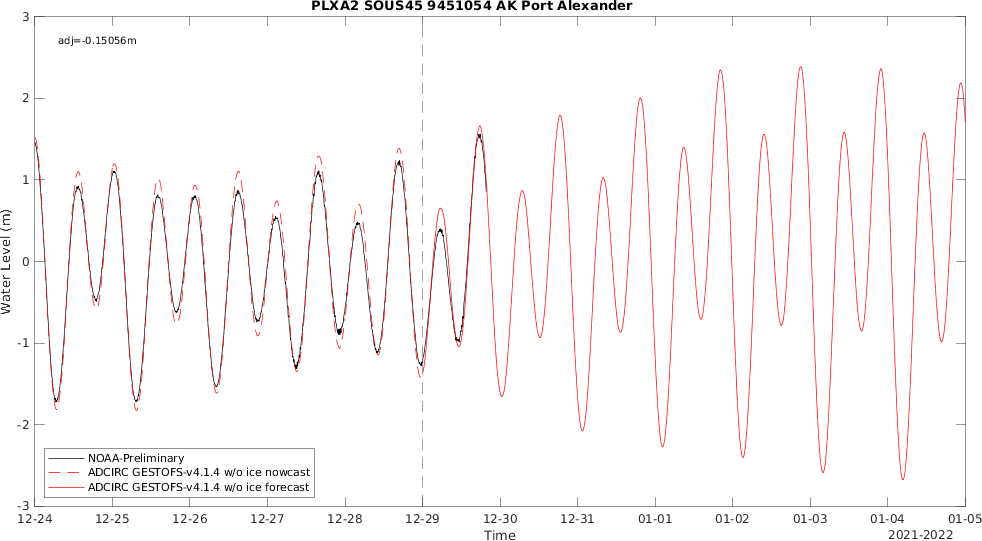 PLXA2 SOUS45 9451054 AK Port Alexander
3
adj=-0.15056m
2
1
0
-1
-2
-3
Water Level (m)
NOAA-Preliminary
ADCIRC GESTOFS-v4.1.4 w/o ice nowcast
ADCIRC GESTOFS-v4.1.4 w/o ice forecast
12-24 12-25 12-26 12-27 12-28 12-29 12-30 12-31 01-01 01-02 01-03 01-04 01-05
Time
2021-2022